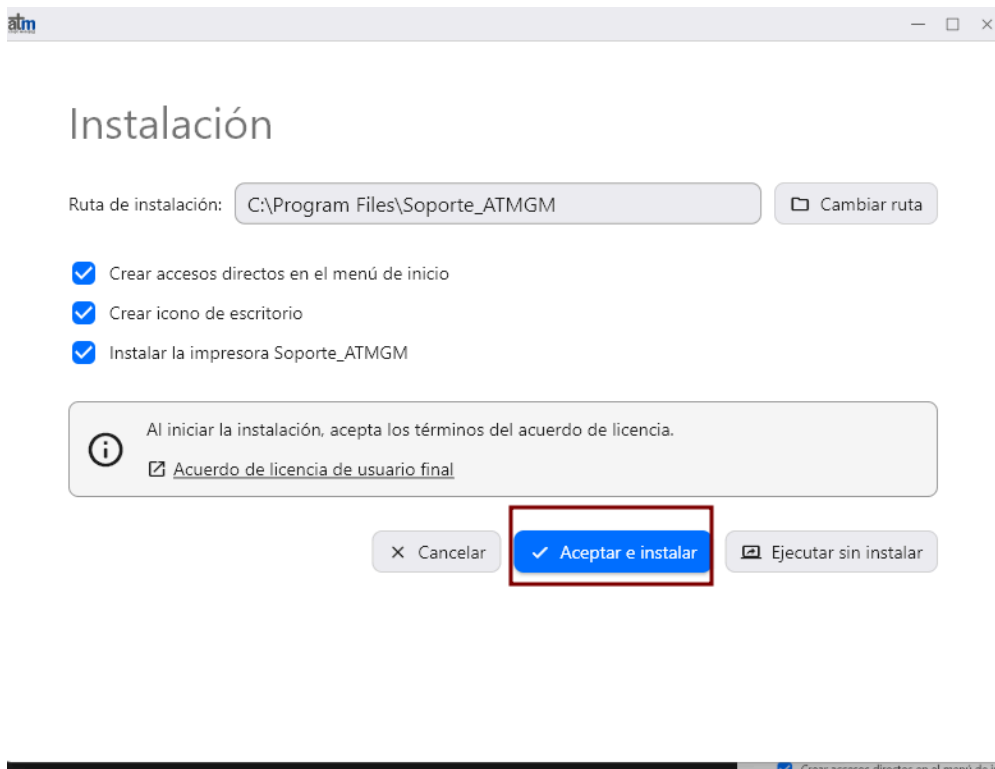 atm
Instalación
Ruta de instalación: C:\Program Files\Soporte_ATMGM Cambiar ruta
Crear accesos directos en el menú de inicio
Crear icono de escritorio
Instalar la impresora Soporte_ATMGM
Al iniciar la instalación, acepta los términos del acuerdo de licencia.
Acuerdo de licencia de usuario final
Cancelar Aceptar e instalar Ejecutar sin instalar